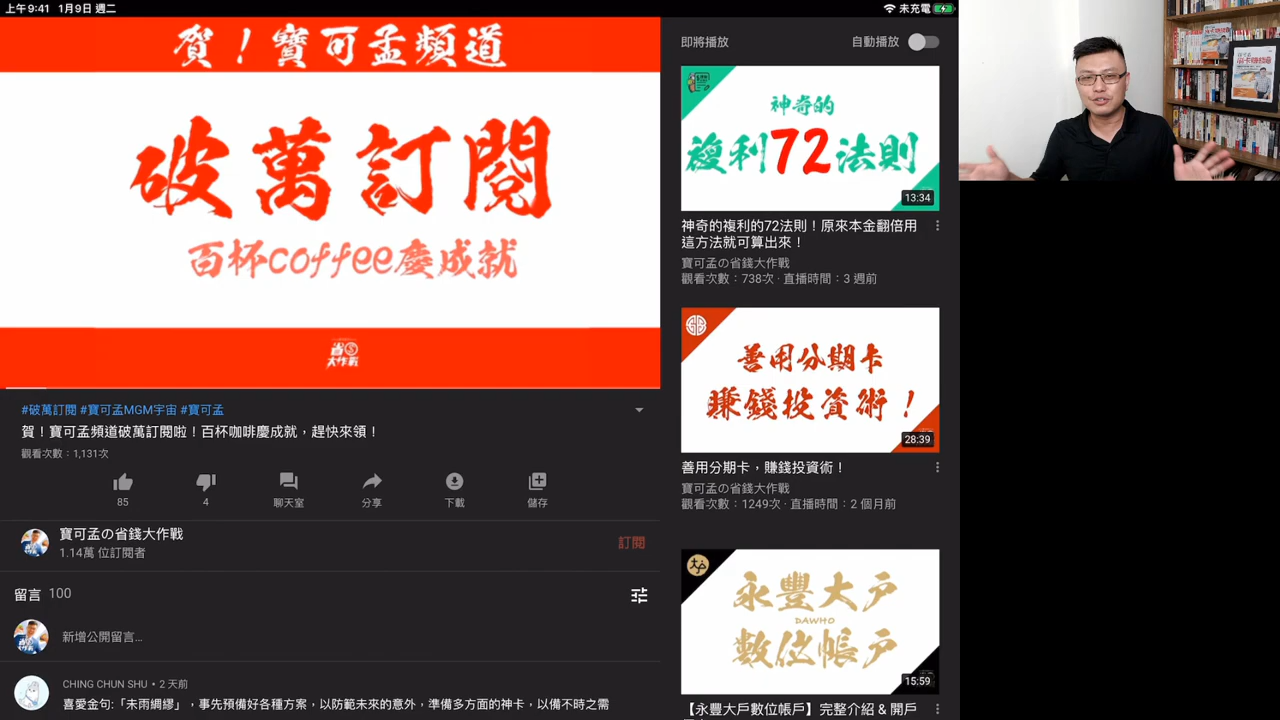 上午9:41 1月9日 週二
未充電
賀！寶可孟頻道
破萬訂閱
百杯coffee慶成就
省$
大作戰
#破萬訂閱 #寶可孟MGM宇宙 #寶可孟
賀！寶可孟頻道破萬訂閱啦！百杯咖啡慶成就，趕快來領！
觀看次數：1,131次
85
4
聊天室
分享
下載
儲存
寶可孟の省錢大作戰
1.14萬 位訂閱者
訂閱
留言 100
新增公開留言...
CHING CHUN SHU • 2 天前
喜愛金句:「未雨綢繆」，事先預備好各種方案，以防範未來的意外，準備多方面的神卡，以備不時之需
即將播放
自動播放
神奇的
複利72法則
13:34
神奇的複利的72法則！原來本金翻倍用
這方法就可算出來！
寶可孟の省錢大作戰
觀看次數：738次 · 直播時間：3 週前
善用分期卡
賺錢投資術！
28:39
善用分期卡，賺錢投資術！
寶可孟の省錢大作戰
觀看次數：1249次 · 直播時間：2 個月前
大戶
永豐大戶
DAWHO
數位帳戶
15:59
【永豐大戶數位帳戶】完整介紹 & 開戶